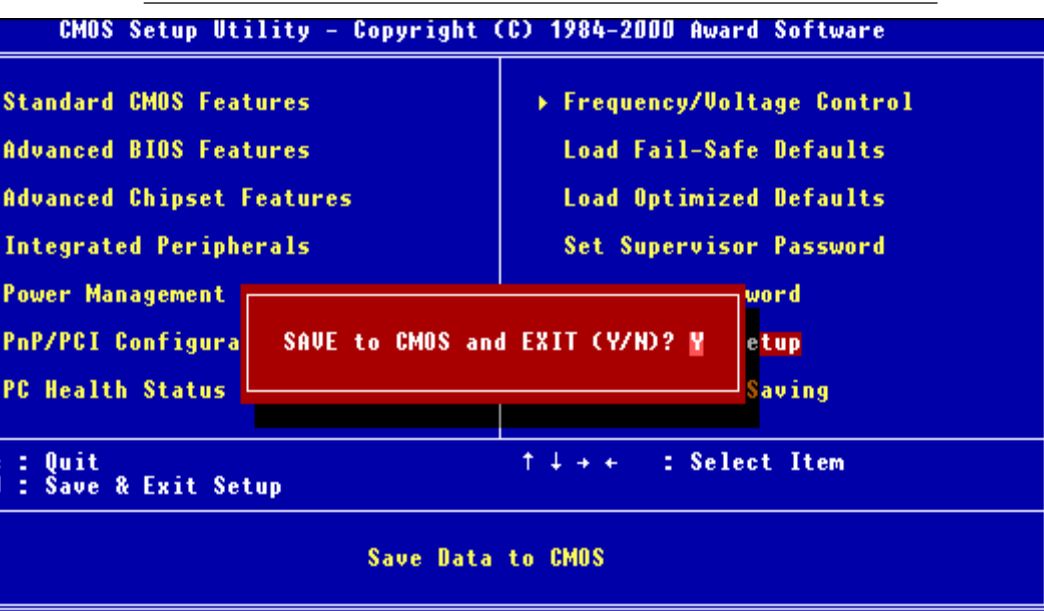 CMOS Setup Utility - Copyright (C) 1984-2000 Award Software
Standard CMOS Features
Advanced BIOS Features
Advanced Chipset Features
Integrated Peripherals
Power Management
PnP/PCI Configura
PC Health Status
Frequency/Voltage Control
Load Fail-Safe Defaults
Load Optimized Defaults
Set Supervisor Password
word
etup
Saving
SAVE to CMOS and EXIT (Y/N)? Y
: Quit
: Save & Exit Setup
↑ ↓ → ← : Select Item
Save Data to CMOS